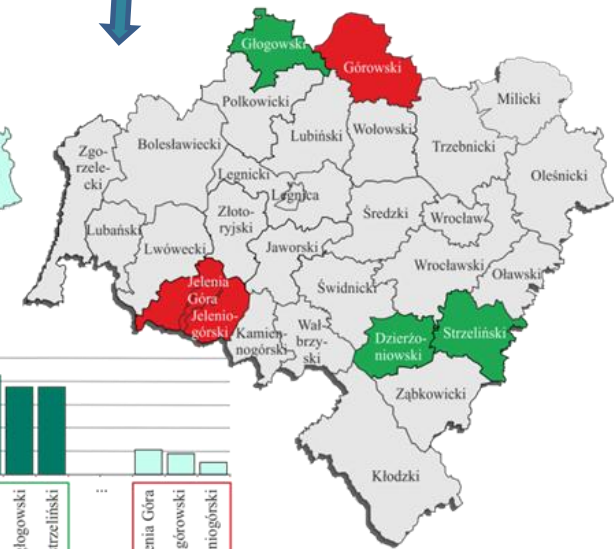 Głogowski
Górowski
Milicki
Polkowicki
Zgo-
rzele-
cki
Bolesławiecki
Lubiński
Wołowski
Trzebnicki
Oleśnicki
Legnicki
Legnica
Lubański
Złoto-
ryjski
Średzki
Wrocław
Lwówecki
Jaworski
Wrocławski
Oławski
Jelenia
Góra
Jelenio-
górski
Świdnicki
Kamien-
nogórski
Wał-
brzy-
ski
Dzierżo-
niowski
Strzeliński
Ząbkowicki
Kłodzki
głogowski
strzeliński
...
enia Góra
górowski
niogórski